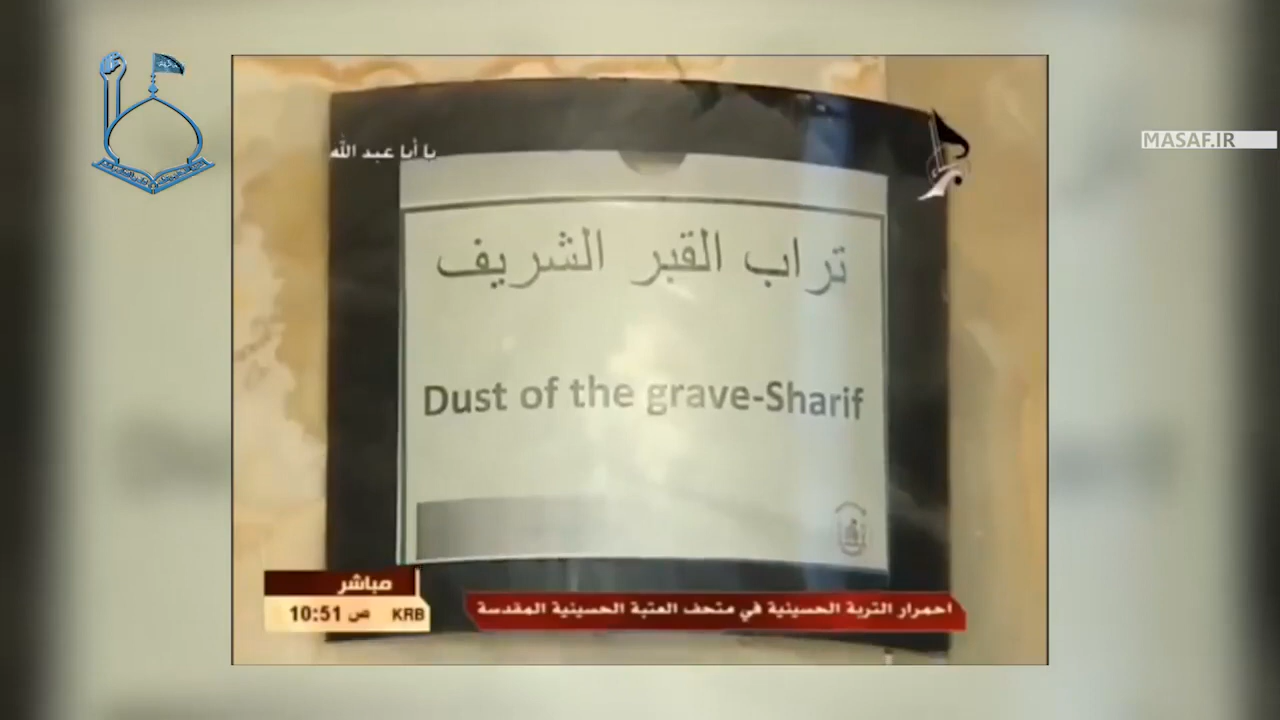 MASAF.IR
يا أبا عبد الله
تراب القبر الشريف
Dust of the grave-Sharif
مباشر
10:51 ص KRB
احمرار التربة الحسينية في متحف العتبة الحسينية المقدسة